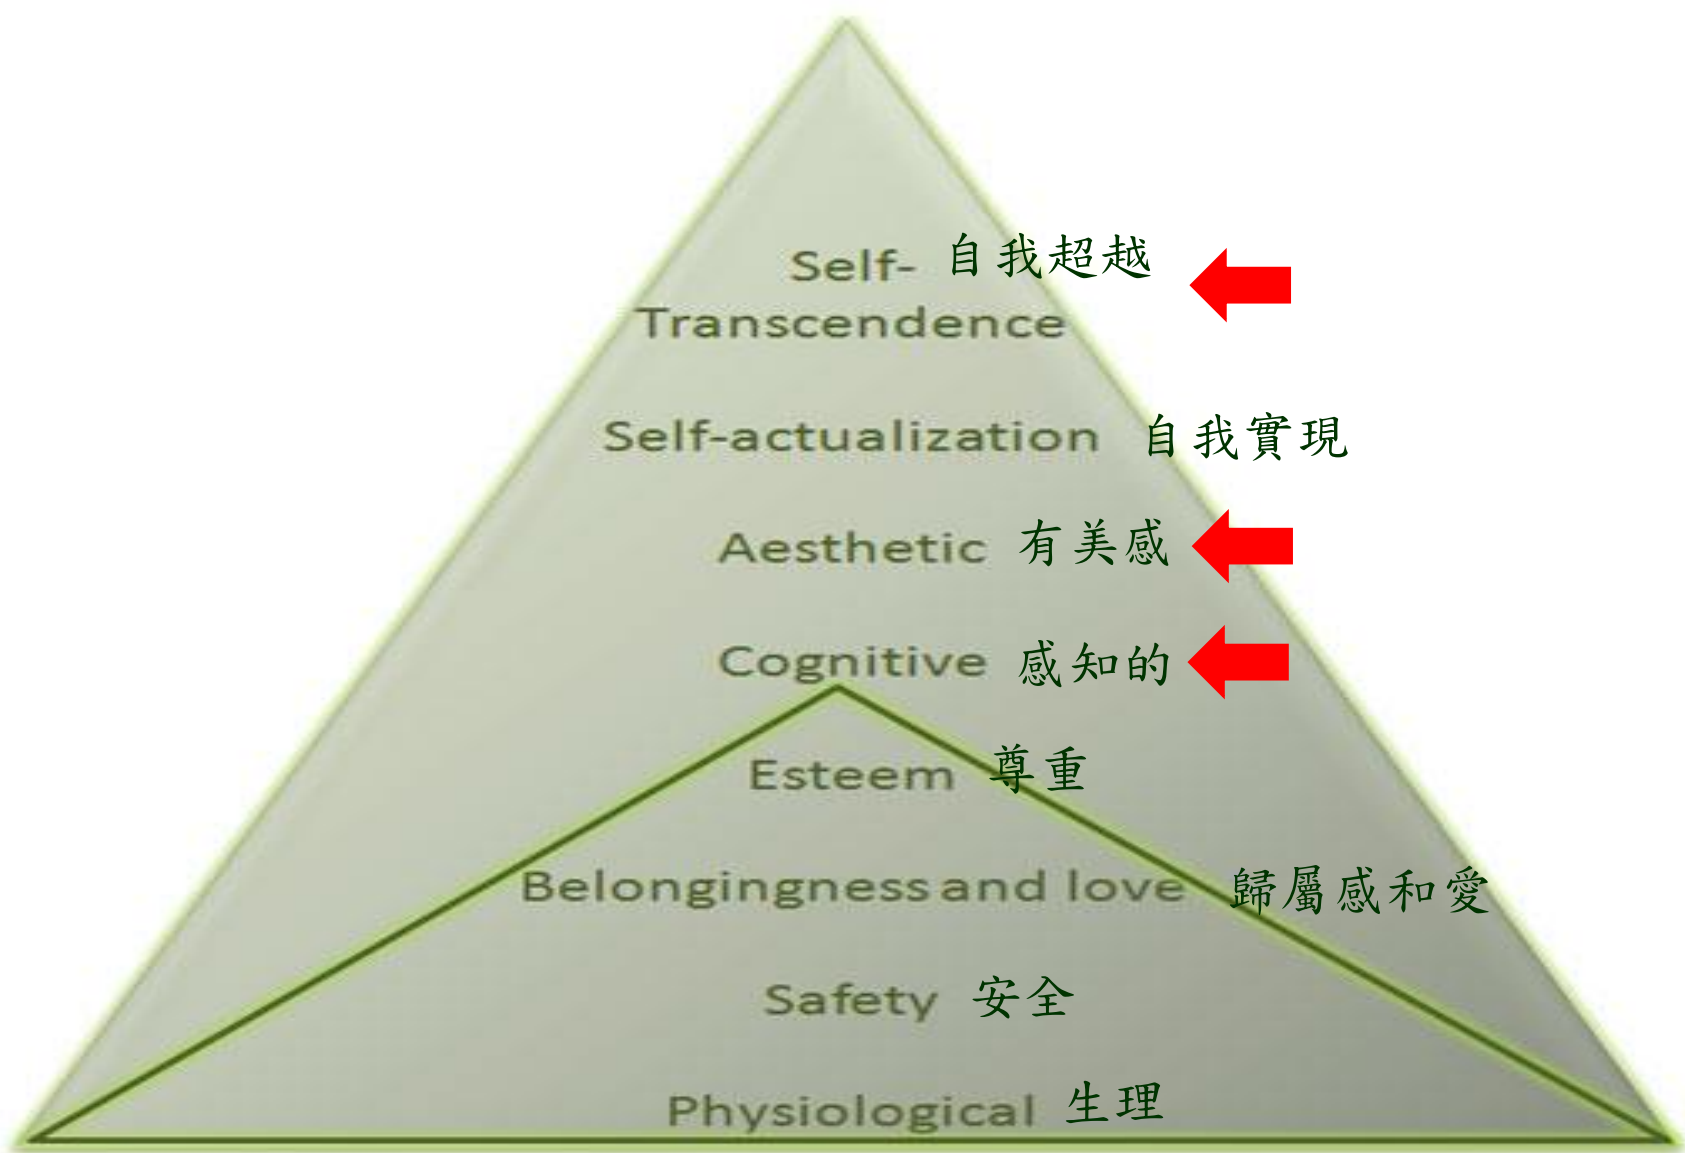 Self- 自我超越
Transcendence
Self-actualization 自我實現
Aesthetic 有美感
Cognitive 感知的
Esteem 尊重
Belongingness and love 歸屬感和愛
Safety 安全
Physiological 生理